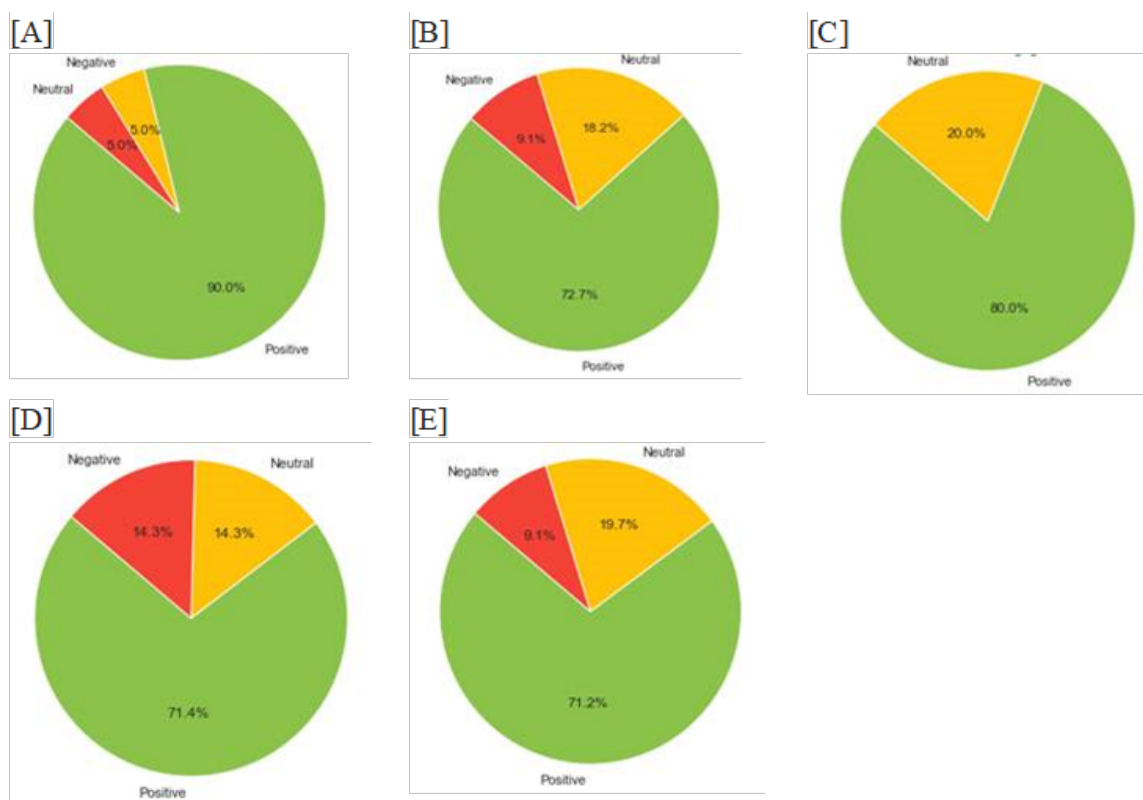 [A]
Negative
Neutral
5.0%
5.0%
90.0%
Positive
[B]
Neutral
Negative
18.2%
9.1%
72.7%
Positive
[C]
Neutral
20.0%
80.0%
Positive
[D]
Negative
Neutral
14.3%
14.3%
71.4%
Positive
[E]
Neutral
Negative
19.7%
9.1%
71.2%
Positive